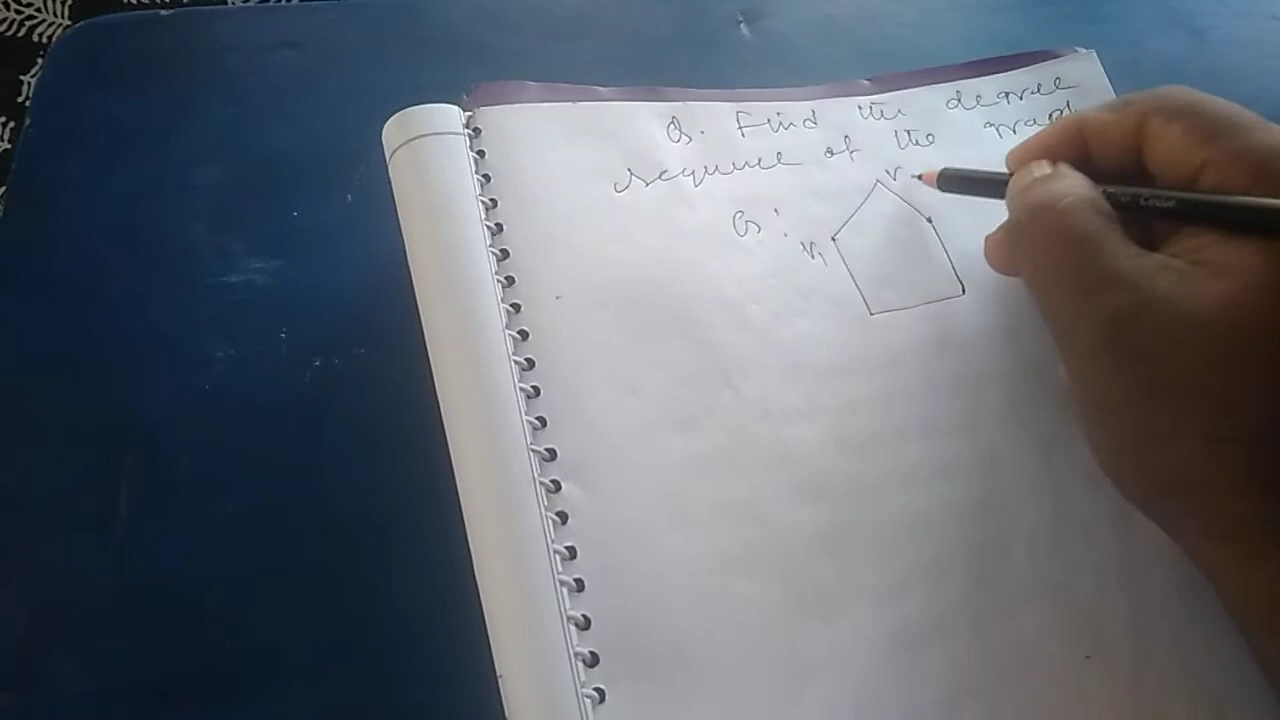 Q. Find the degree
sequence of the graph
G:
v
v₁